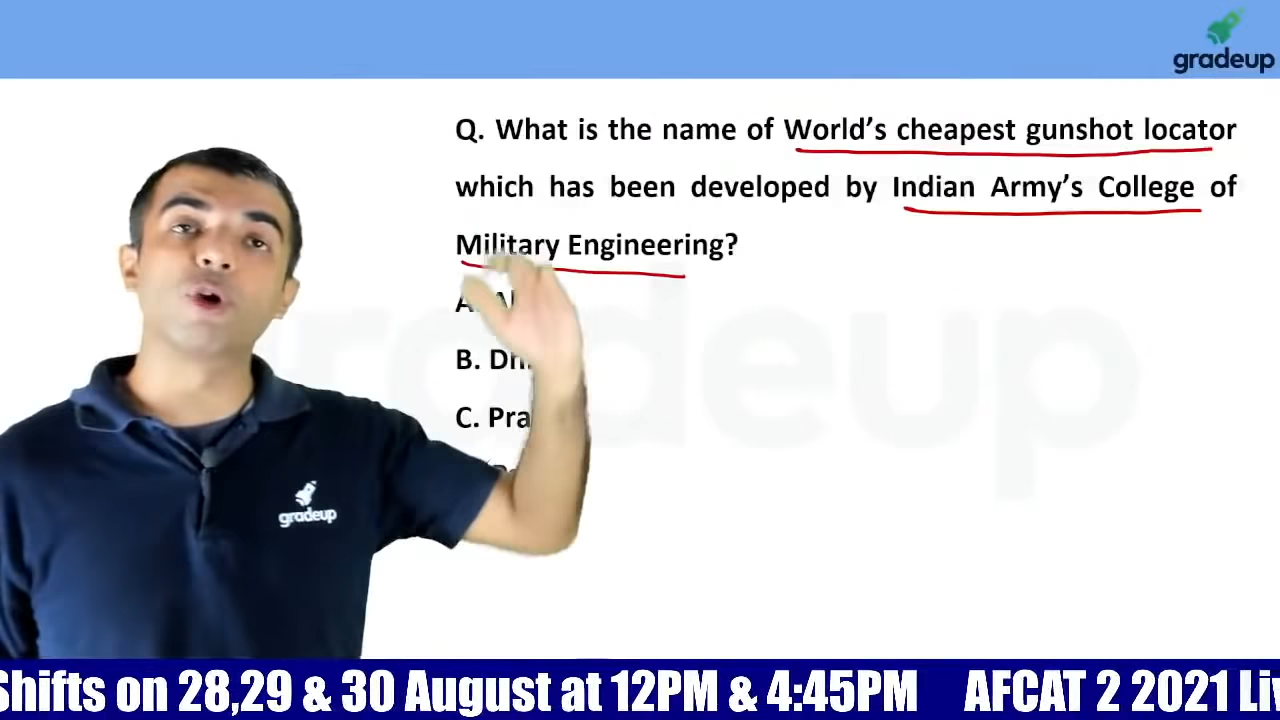 gradeup
Q. What is the name of World's cheapest gunshot locator
which has been developed by Indian Army's College of
Military Engineering?
A.
B.
C.
gradeup
gradeup
Shifts on 28,29 & 30 August at 12PM & 4:45PM AFCAT 2 2021